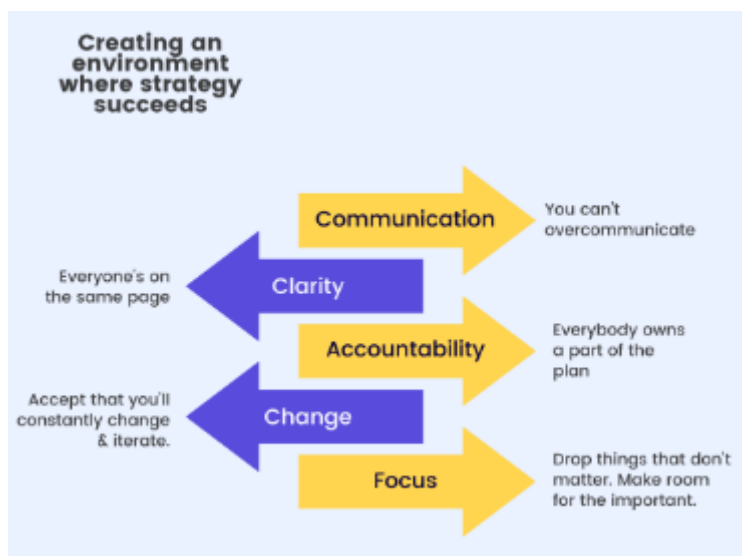 Creating an
environment
where strategy
succeeds
Communication
You can't
overcommunicate
Clarity
Everyone's on
the same page
Accountability
Everybody owns
a part of the
plan
Change
Accept that you'll
constantly change
& iterate.
Focus
Drop things that don't
matter. Make room
for the important.